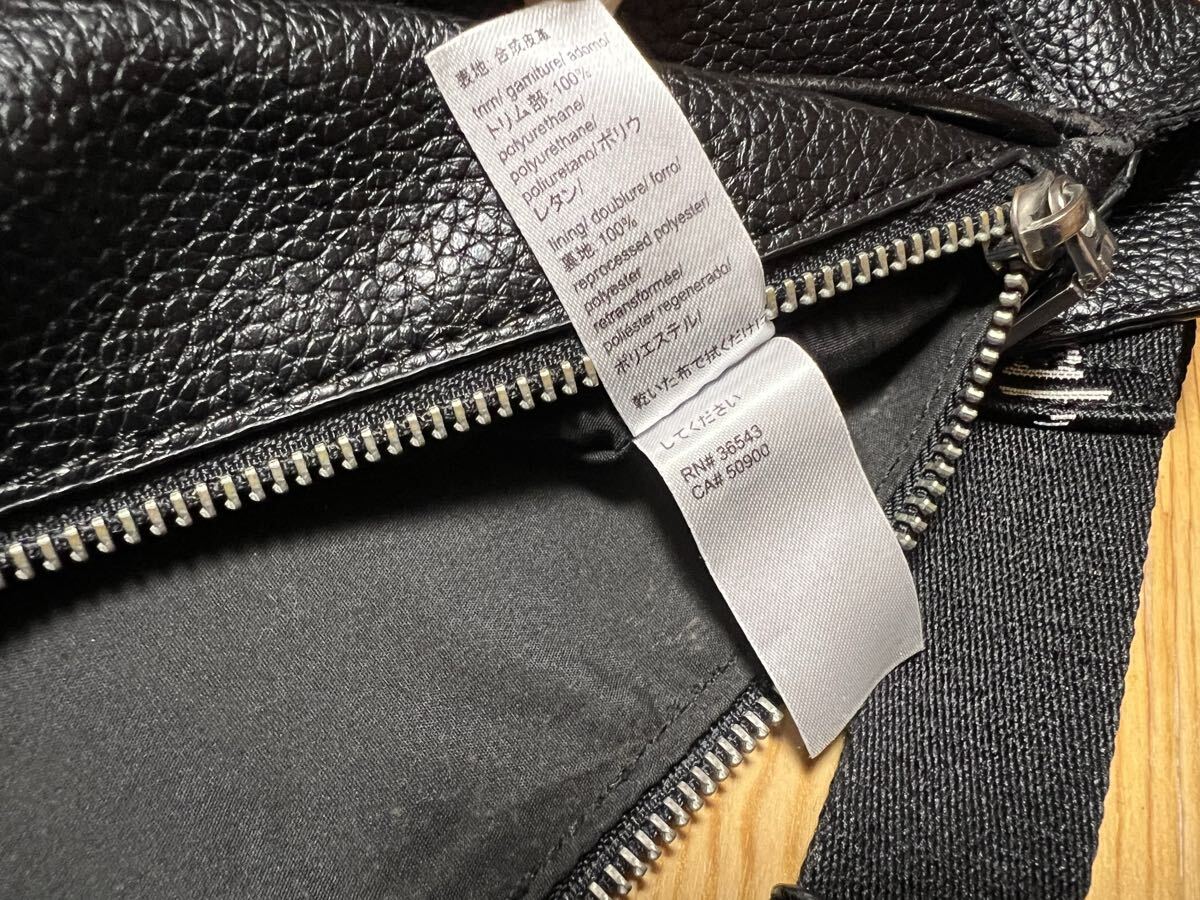 表地 合成皮革
trim/ garniture/ adorno/
トリム部: 100%
polyurethane/
polyuréthane/
poliuretano/ ポリウ
レタン/
lining/ doublure/ forro/
裏地 100%
reprocessed polyester/
polyester
retransformée/
poliéster regenerado/
ポリエステル/
乾いた布で拭くだけに
してください
RN# 36543
CA# 50900